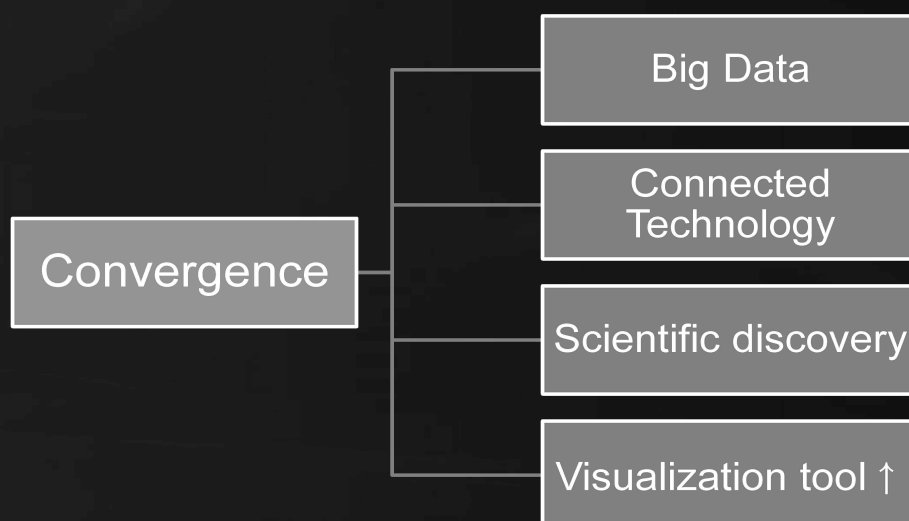 Big Data
Connected
Technology
Convergence
Scientific discovery
Visualization tool ↑